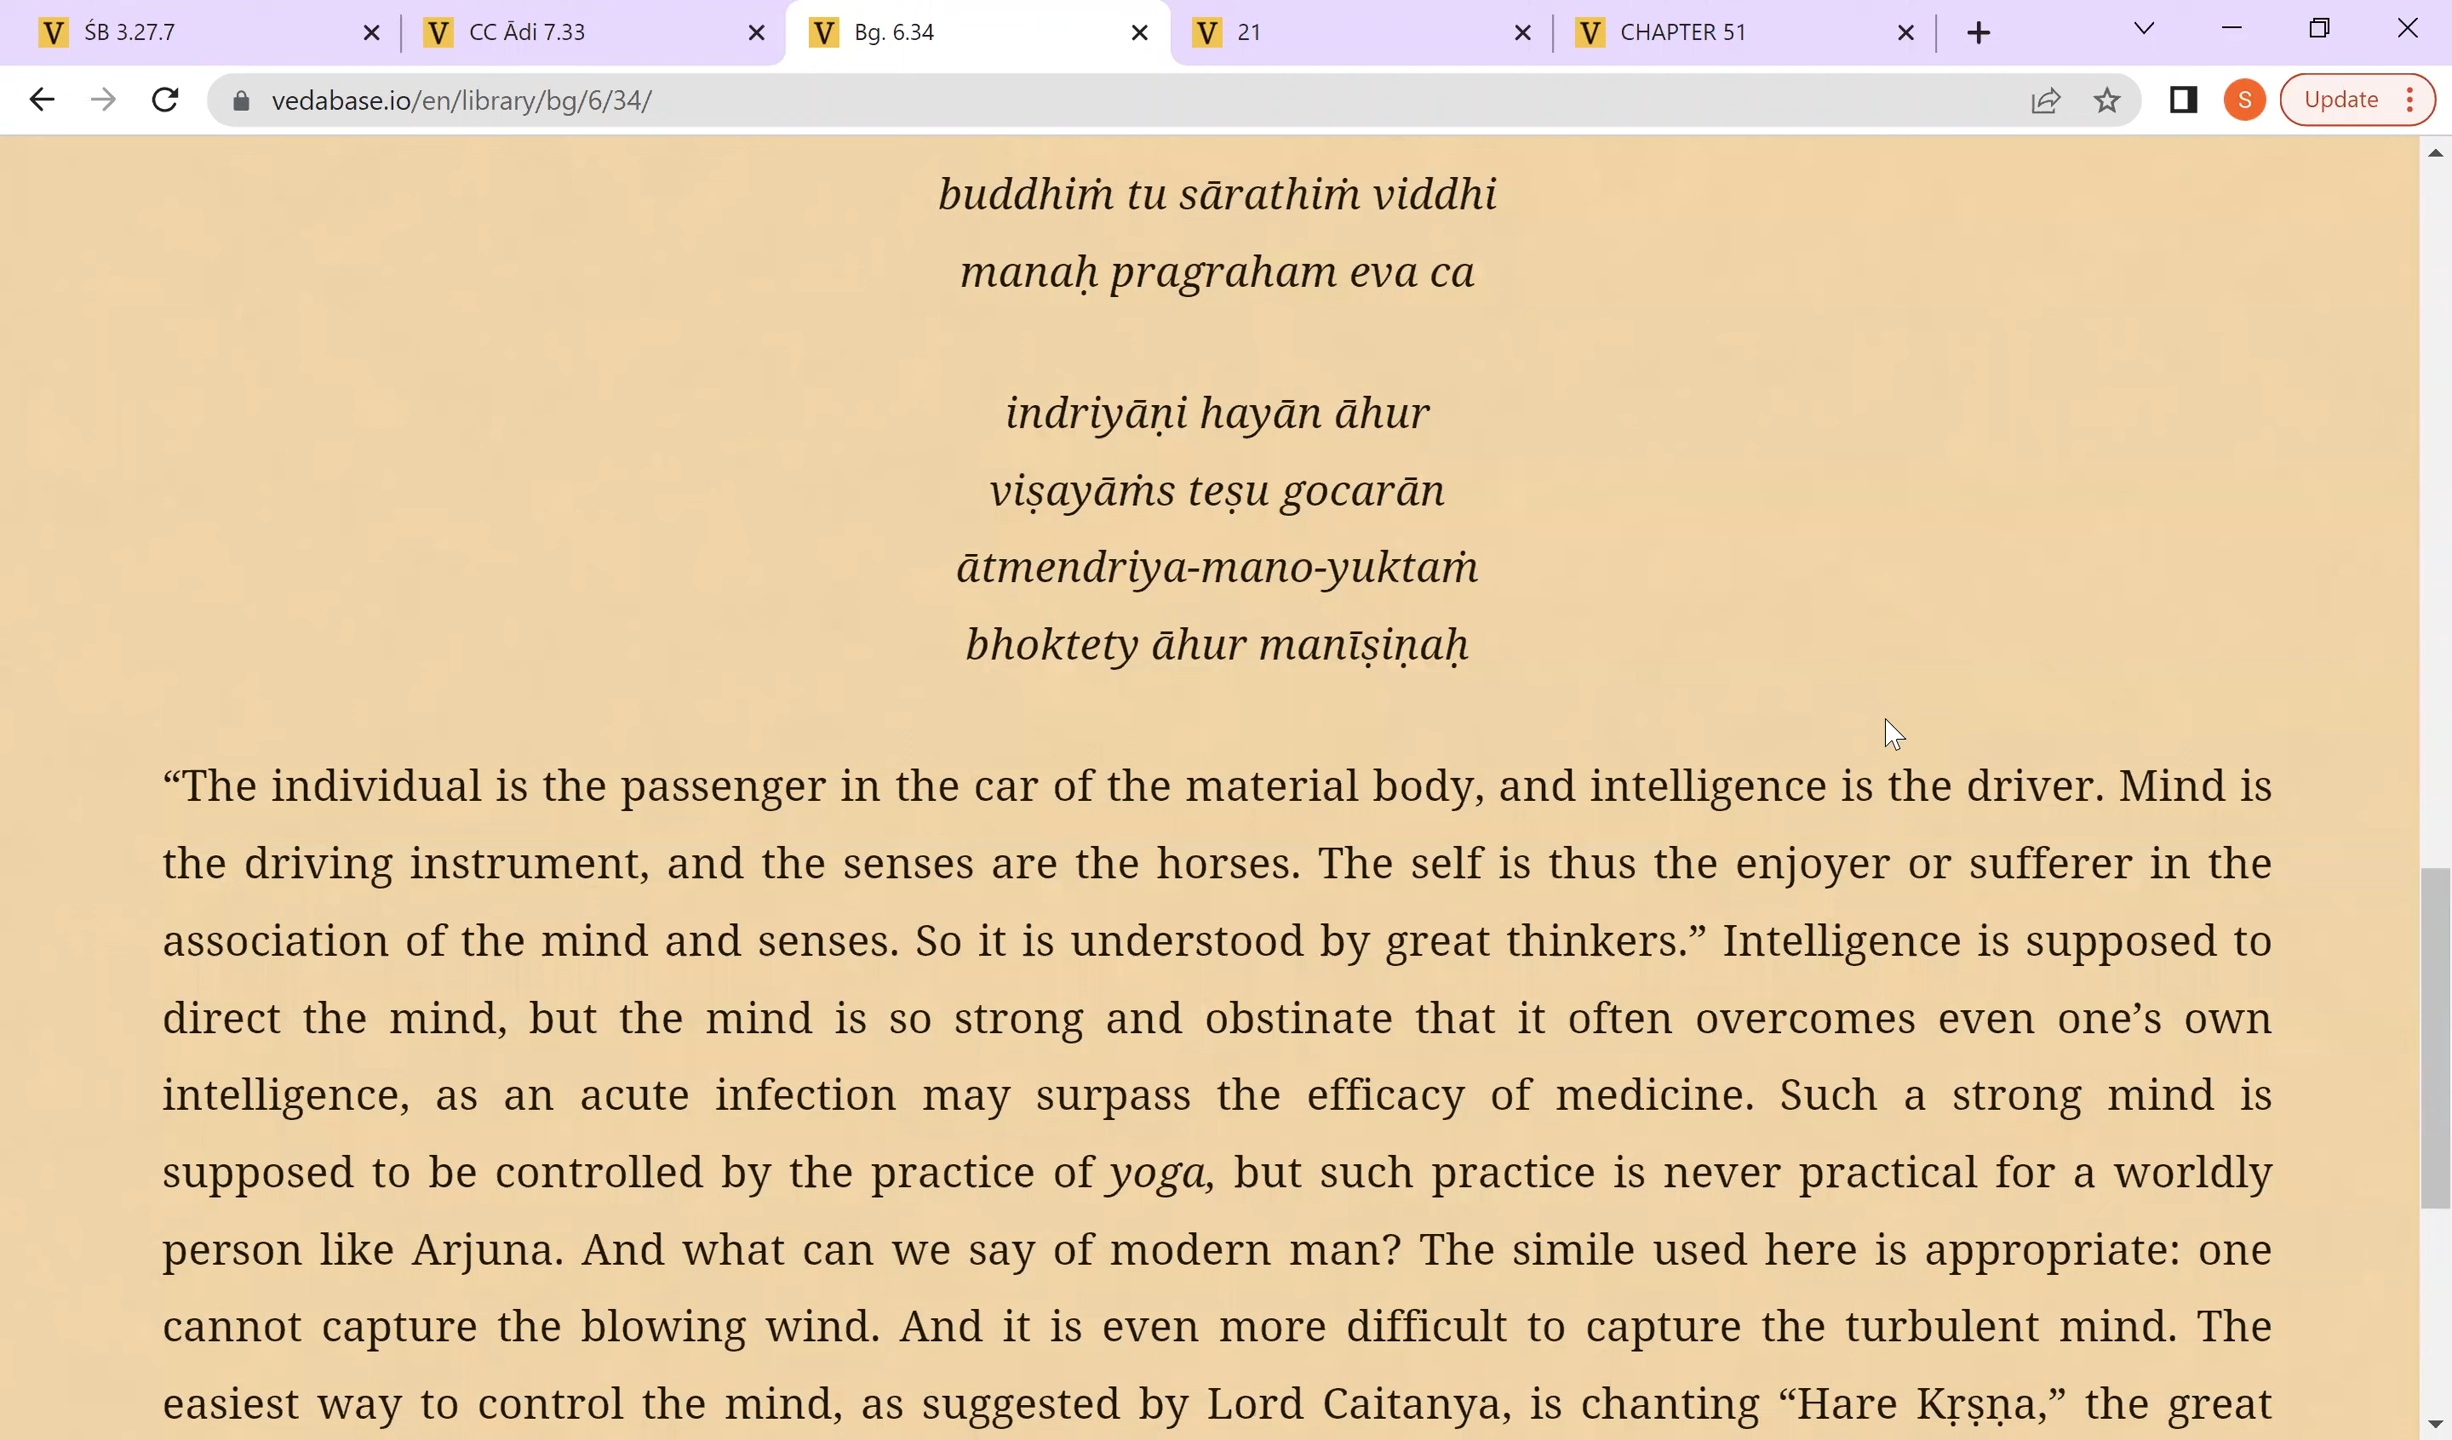 ŚB 3.27.7
CC Ādi 7.33
Bg. 6.34
21
CHAPTER 51
vedabase.io/en/library/bg/6/34/
S
Update
buddhiṁ tu sārathiṁ viddhi
manaḥ pragraham eva ca
indriyāṇi hayān āhur
viṣayāṁs teṣu gocarān
ātmendriya-mano-yuktaṁ
bhoktety āhur manīṣiṇaḥ
“The individual is the passenger in the car of the material body, and intelligence is the driver. Mind is
the driving instrument, and the senses are the horses. The self is thus the enjoyer or sufferer in the
association of the mind and senses. So it is understood by great thinkers.” Intelligence is supposed to
direct the mind, but the mind is so strong and obstinate that it often overcomes even one’s own
intelligence, as an acute infection may surpass the efficacy of medicine. Such a strong mind is
supposed to be controlled by the practice of yoga, but such practice is never practical for a worldly
person like Arjuna. And what can we say of modern man? The simile used here is appropriate: one
cannot capture the blowing wind. And it is even more difficult to capture the turbulent mind. The
easiest way to control the mind, as suggested by Lord Caitanya, is chanting “Hare Kṛṣṇa,” the great